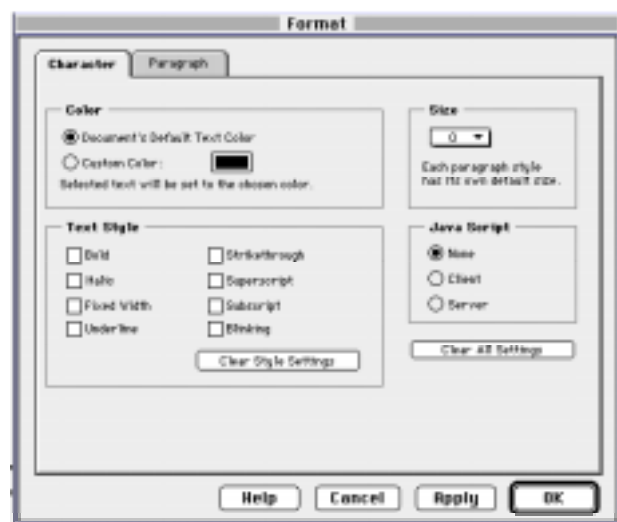 Format
Character Paragraph
Color
Document's Default Text Color
Custom Color:
Selected text will be set to the chosen color.
Size
0
Each paragraph style
has its own default size.
Text Style
Bold
Italic
Fixed Width
Underline
Strikethrough
Superscript
Subscript
Blinking
Clear Style Settings
Java Script
None
Client
Server
Clear All Settings
Help Cancel Apply OK